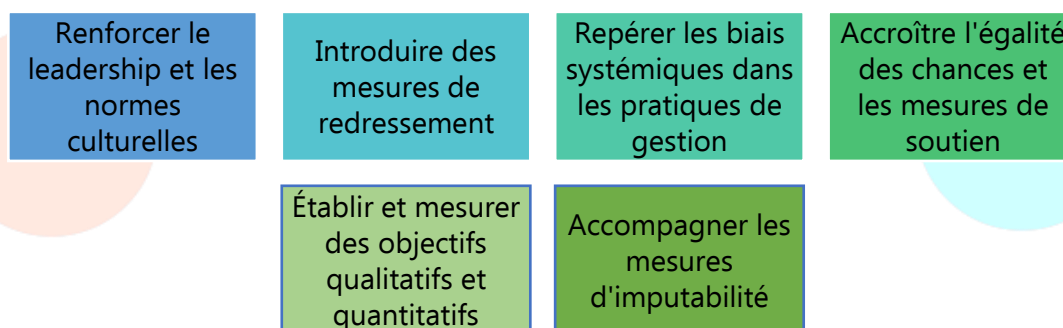 Renforcer le
leadership et les
normes
culturelles
Introduire des
mesures de
redressement
Repérer les biais
systémiques dans
les pratiques de
gestion
Accroître l'égalité
des chances et
les mesures de
soutien
Établir et mesurer
des objectifs
qualitatifs et
quantitatifs
Accompagner les
mesures
d'imputabilité